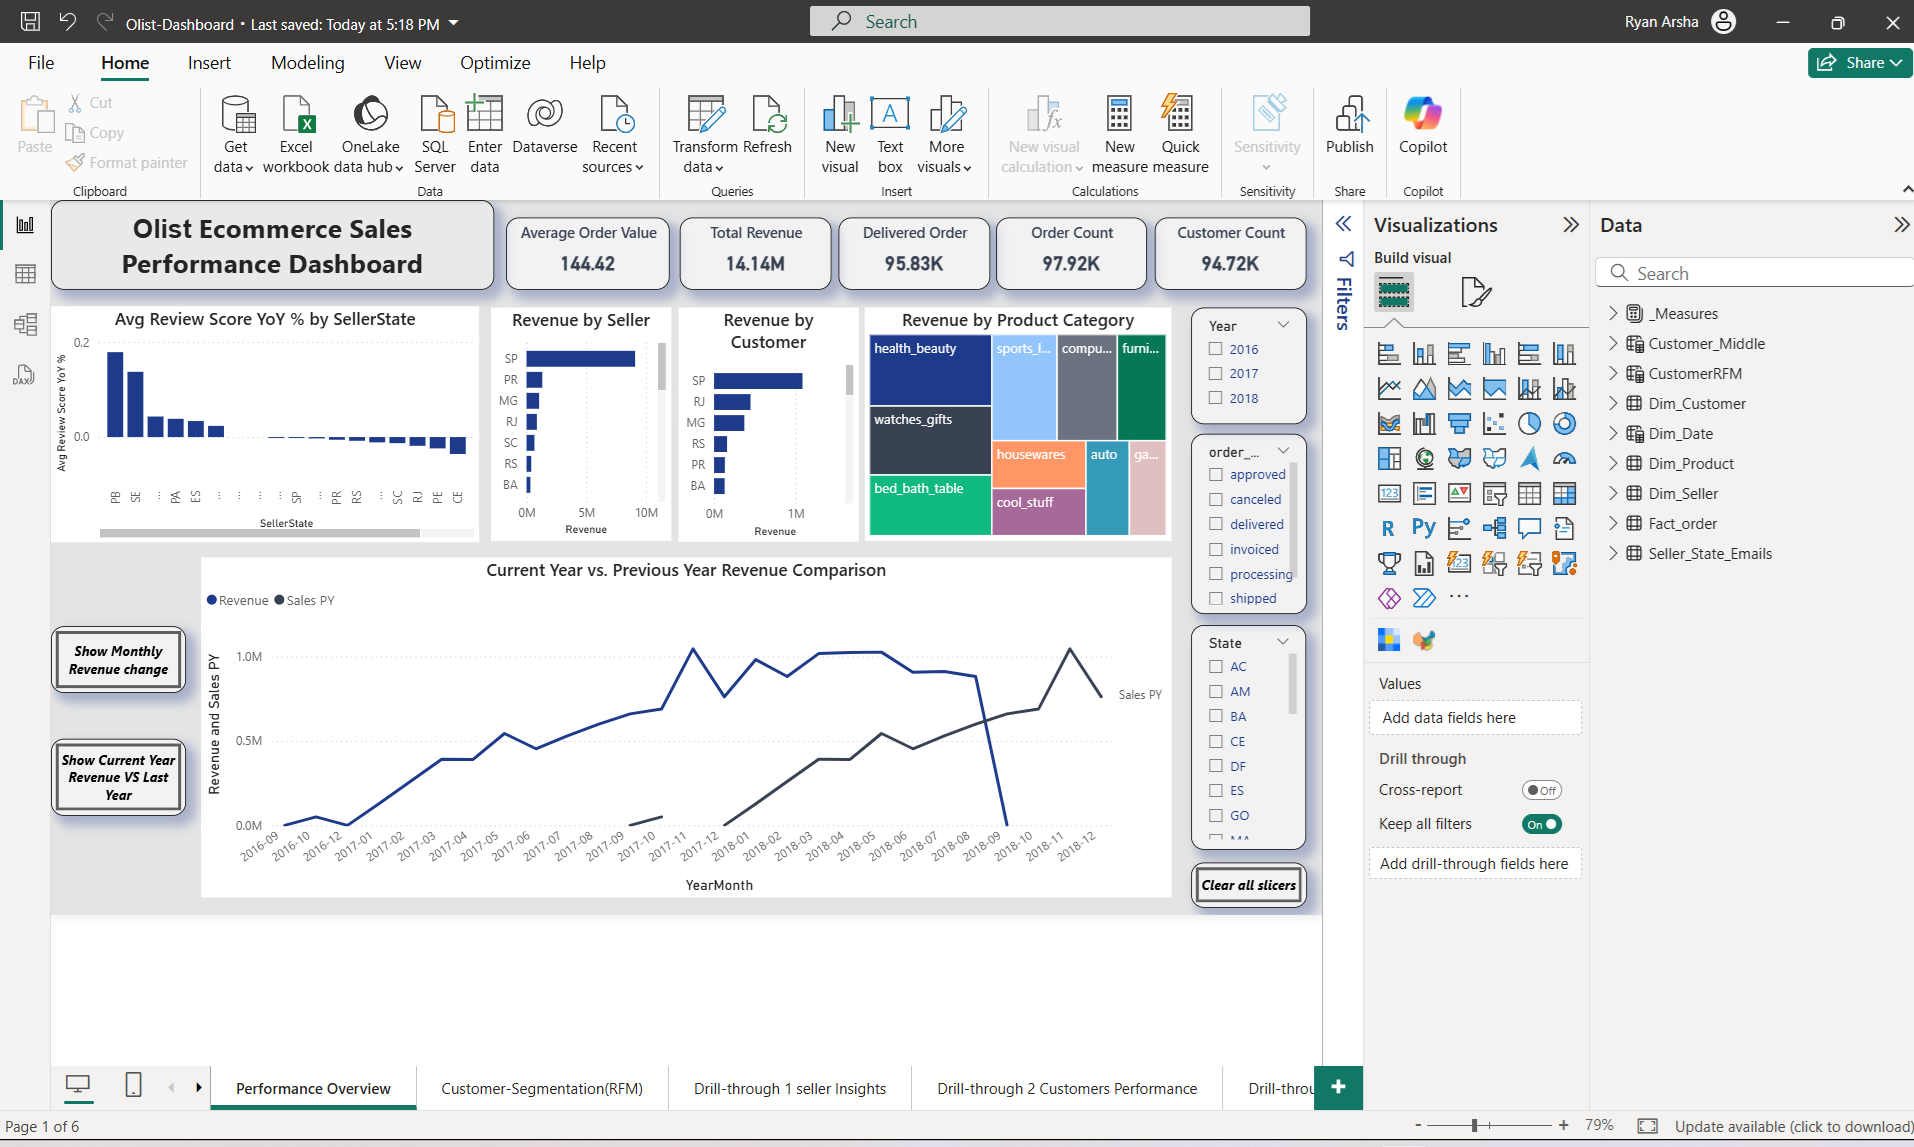 Olist-Dashboard • Last saved: Today at 5:18 PM
Search
Ryan Arsha
File
Home
Insert
Modeling
View
Optimize
Help
Share
Paste
Cut
Copy
Format painter
Clipboard
Get data
Excel workbook
OneLake data hub
SQL Server
Enter data
Dataverse
Recent sources
Data
Transform data
Refresh
Queries
New visual
Text box
More visuals
Insert
New visual calculation
New measure
Quick measure
Calculations
Sensitivity
Sensitivity
Publish
Share
Copilot
Copilot
Olist Ecommerce Sales
Performance Dashboard
Average Order Value
144.42
Total Revenue
14.14M
Delivered Order
95.83K
Order Count
97.92K
Customer Count
94.72K
Avg Review Score YoY % by SellerState
Avg Review Score YoY %
0.2
0.0
PB
SE
...
PA
ES
...
...
...
...
SP
...
PR
RS
...
SC
RJ
PE
CE
SellerState
Revenue by Seller
SP
PR
MG
RJ
SC
RS
BA
0M
5M
10M
Revenue
Revenue by
Customer
SP
RJ
MG
RS
PR
BA
0M
1M
Revenue
Revenue by Product Category
health_beauty
watches_gifts
bed_bath_table
sports_l...
compu...
furni...
housewares
cool_stuff
auto
ga...
Year
2016
2017
2018
order_...
approved
canceled
delivered
invoiced
processing
shipped
State
AC
AM
BA
CE
DF
ES
GO
MA
Clear all slicers
Show Monthly
Revenue change
Show Current Year
Revenue VS Last
Year
Current Year vs. Previous Year Revenue Comparison
Revenue
Sales PY
Revenue and Sales PY
1.0M
0.5M
0.0M
Sales PY
2016-09
2016-10
2016-12
2017-01
2017-02
2017-03
2017-04
2017-05
2017-06
2017-07
2017-08
2017-09
2017-10
2017-11
2017-12
2018-01
2018-02
2018-03
2018-04
2018-05
2018-06
2018-07
2018-08
2018-09
2018-10
2018-11
2018-12
YearMonth
Filters
Visualizations
Build visual
123
R
Py
123
...
Values
Add data fields here
Drill through
Cross-report
Off
Keep all filters
On
Add drill-through fields here
Data
Search
_Measures
Customer_Middle
CustomerRFM
Dim_Customer
Dim_Date
Dim_Product
Dim_Seller
Fact_order
Seller_State_Emails
DAX
Performance Overview
Customer-Segmentation(RFM)
Drill-through 1 seller Insights
Drill-through 2 Customers Performance
Drill-throu
Page 1 of 6
79%
Update available (click to download)